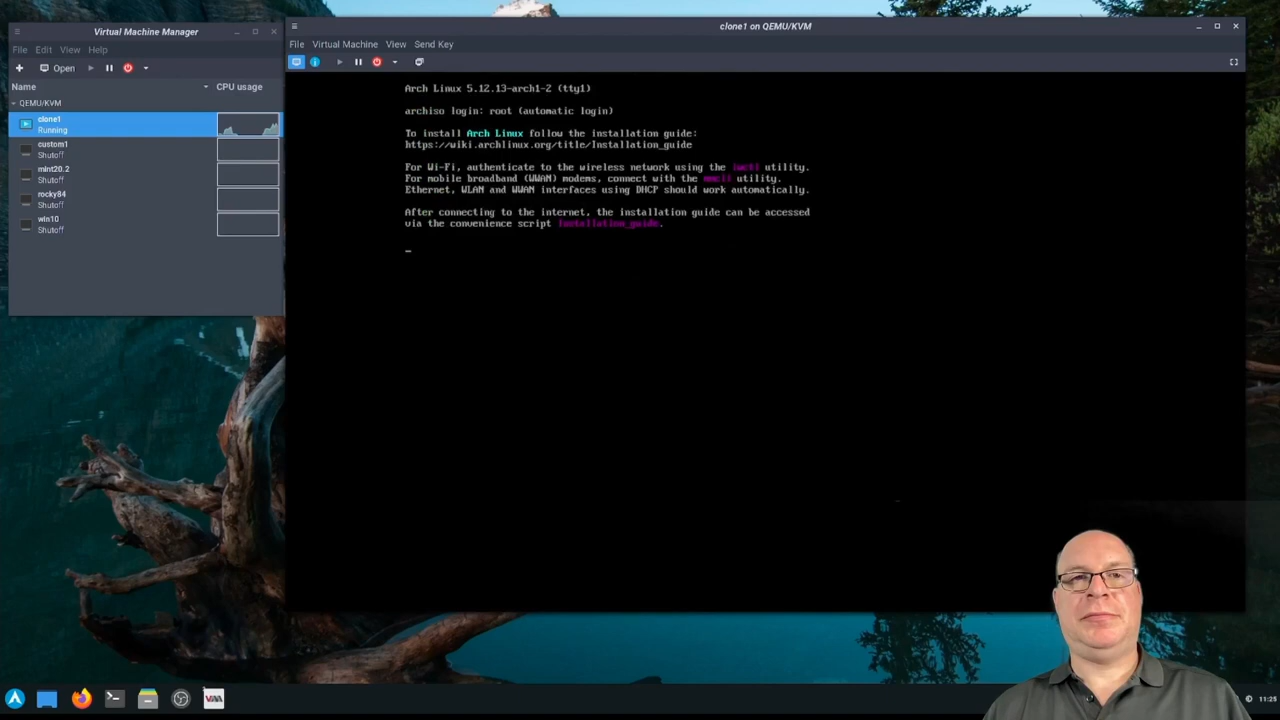 Virtual Machine Manager
File Edit View Help
Open
Name CPU usage
QEMU/KVM
clone1
Running
custom1
Shutoff
mint20.2
Shutoff
rocky84
Shutoff
win10
Shutoff
clone1 on QEMU/KVM
File Virtual Machine View Send Key
Arch Linux 5.12.13-arch1-2 (tty1)
archiso login: root (automatic login)
To install Arch Linux follow the installation guide:
https://wiki.archlinux.org/title/Installation_guide
For Wi-Fi, authenticate to the wireless network using the iwctl utility.
For mobile broadband (WWAN) modems, connect with the mmcli utility.
Ethernet, WLAN and WWAN interfaces using DHCP should work automatically.
After connecting to the internet, the installation guide can be accessed
via the convenience script Installation_guide.
11:25